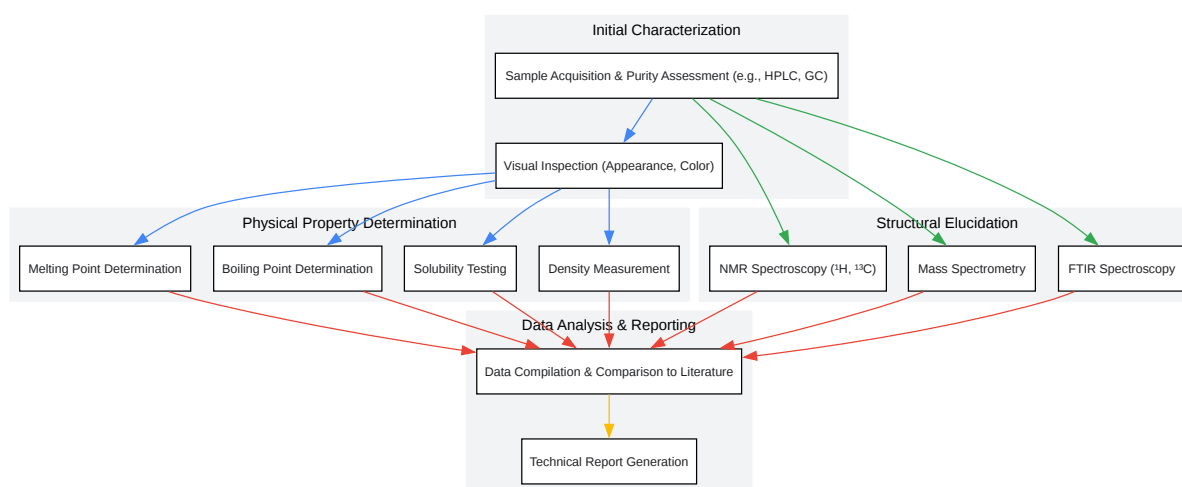 Initial Characterization
Sample Acquisition & Purity Assessment (e.g., HPLC, GC)
Visual Inspection (Appearance, Color)
Physical Property Determination
Structural Elucidation
Melting Point Determination
Boiling Point Determination
Solubility Testing
Density Measurement
NMR Spectroscopy (¹H, ¹³C)
Mass Spectrometry
FTIR Spectroscopy
Data Analysis & Reporting
Data Compilation & Comparison to Literature
Technical Report Generation